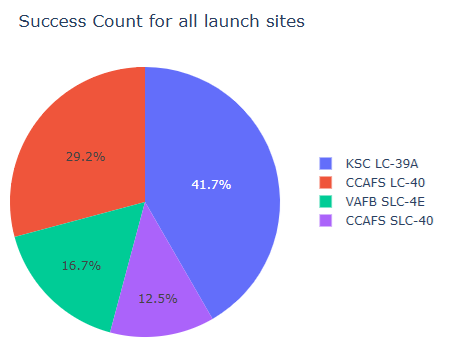 Success Count for all launch sites
29.2%
41.7%
16.7%
12.5%
KSC LC-39A
CCAFS LC-40
VAFB SLC-4E
CCAFS SLC-40